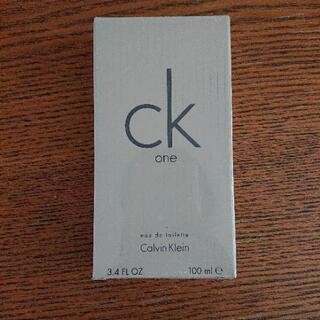 ck
one
eau de toilette
Calvin Klein
3.4 FL OZ 100 ml e